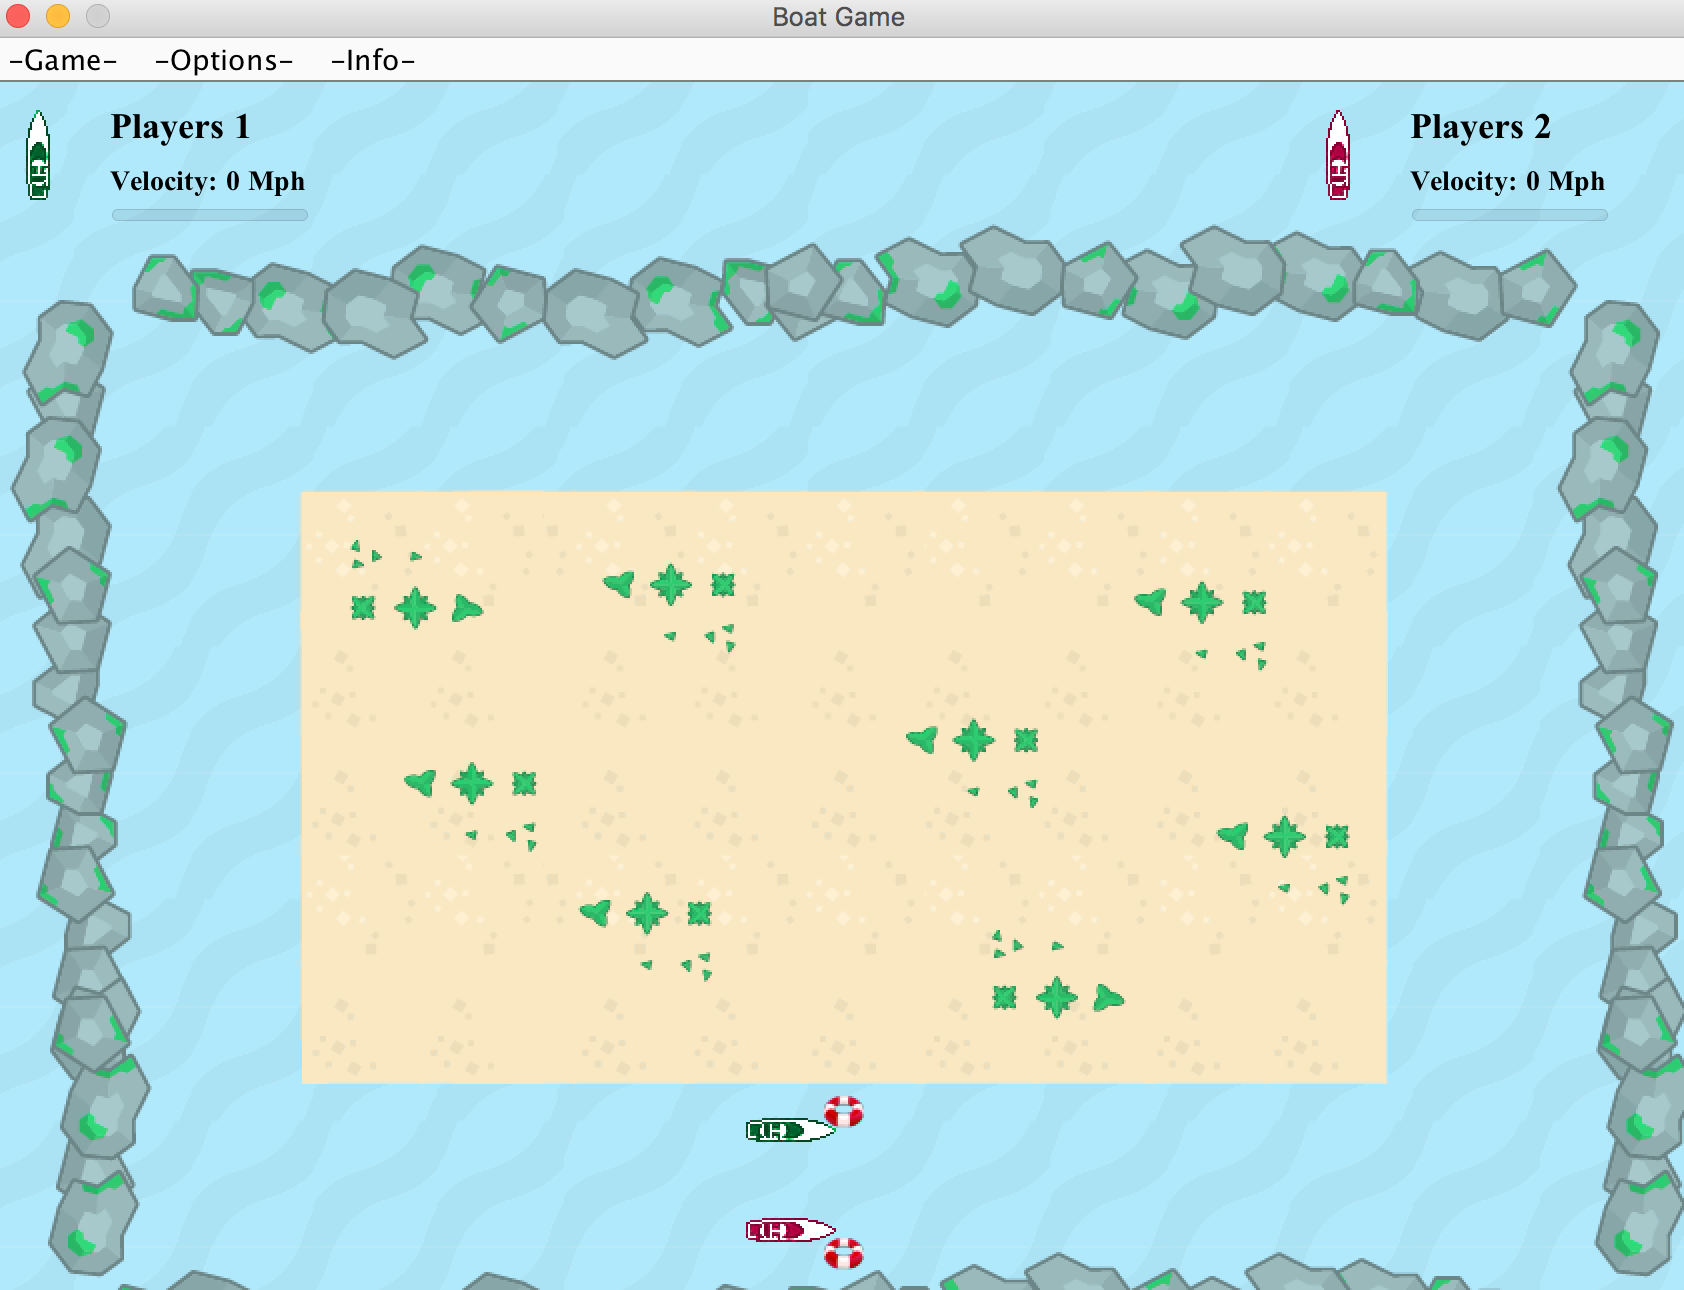 Boat Game
-Game- -Options- -Info-
Players 1
Velocity: 0 Mph
Players 2
Velocity: 0 Mph